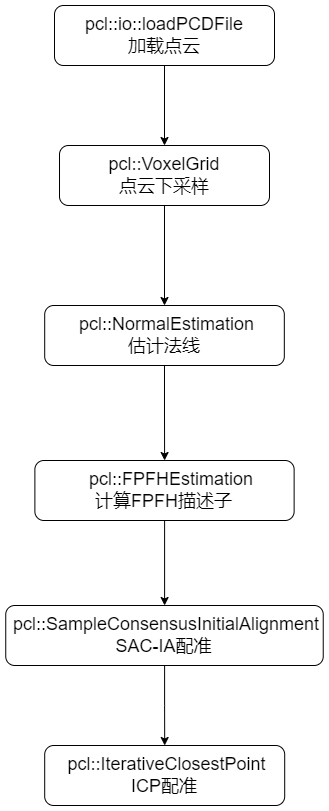 pcl::io::loadPCDFile
加载点云
pcl::VoxelGrid
点云下采样
pcl::NormalEstimation
估计法线
pcl::FPFHEstimation
计算FPFH描述子
pcl::SampleConsensusInitialAlignment
SAC-IA配准
pcl::IterativeClosestPoint
ICP配准